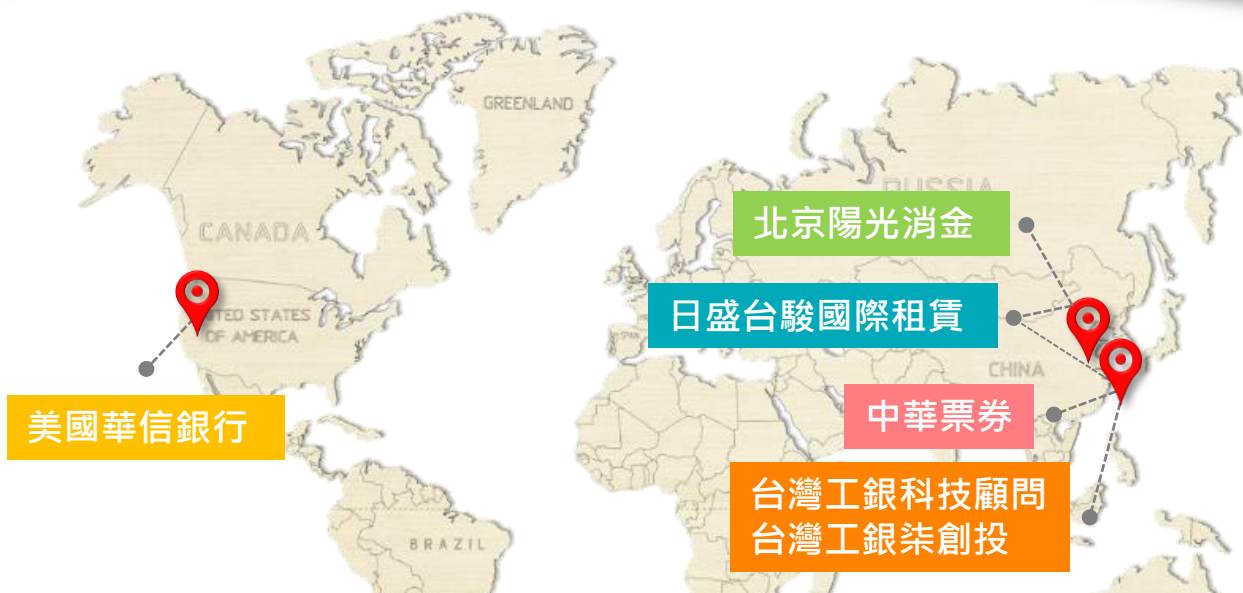 GREENLAND
RUSSIA
北京陽光消金
CANADA
日盛台駿國際租賃
UNITED STATES
OF AMERICA
CHINA
美國華信銀行
中華票券
台灣工銀科技顧問
台灣工銀柒創投
BRAZIL